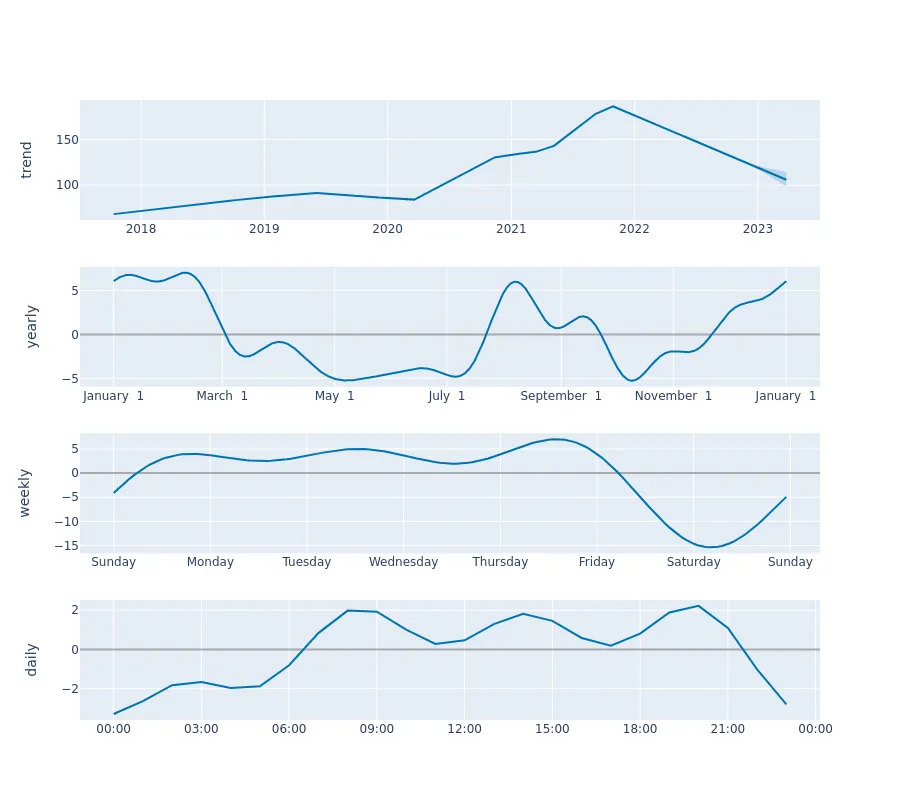 trend
150
100
2018 2019 2020 2021 2022 2023
yearly
5
0
−5
January 1 March 1 May 1 July 1 September 1 November 1 January 1
weekly
5
0
−5
−10
−15
Sunday Monday Tuesday Wednesday Thursday Friday Saturday Sunday
daily
2
0
−2
00:00 03:00 06:00 09:00 12:00 15:00 18:00 21:00 00:00